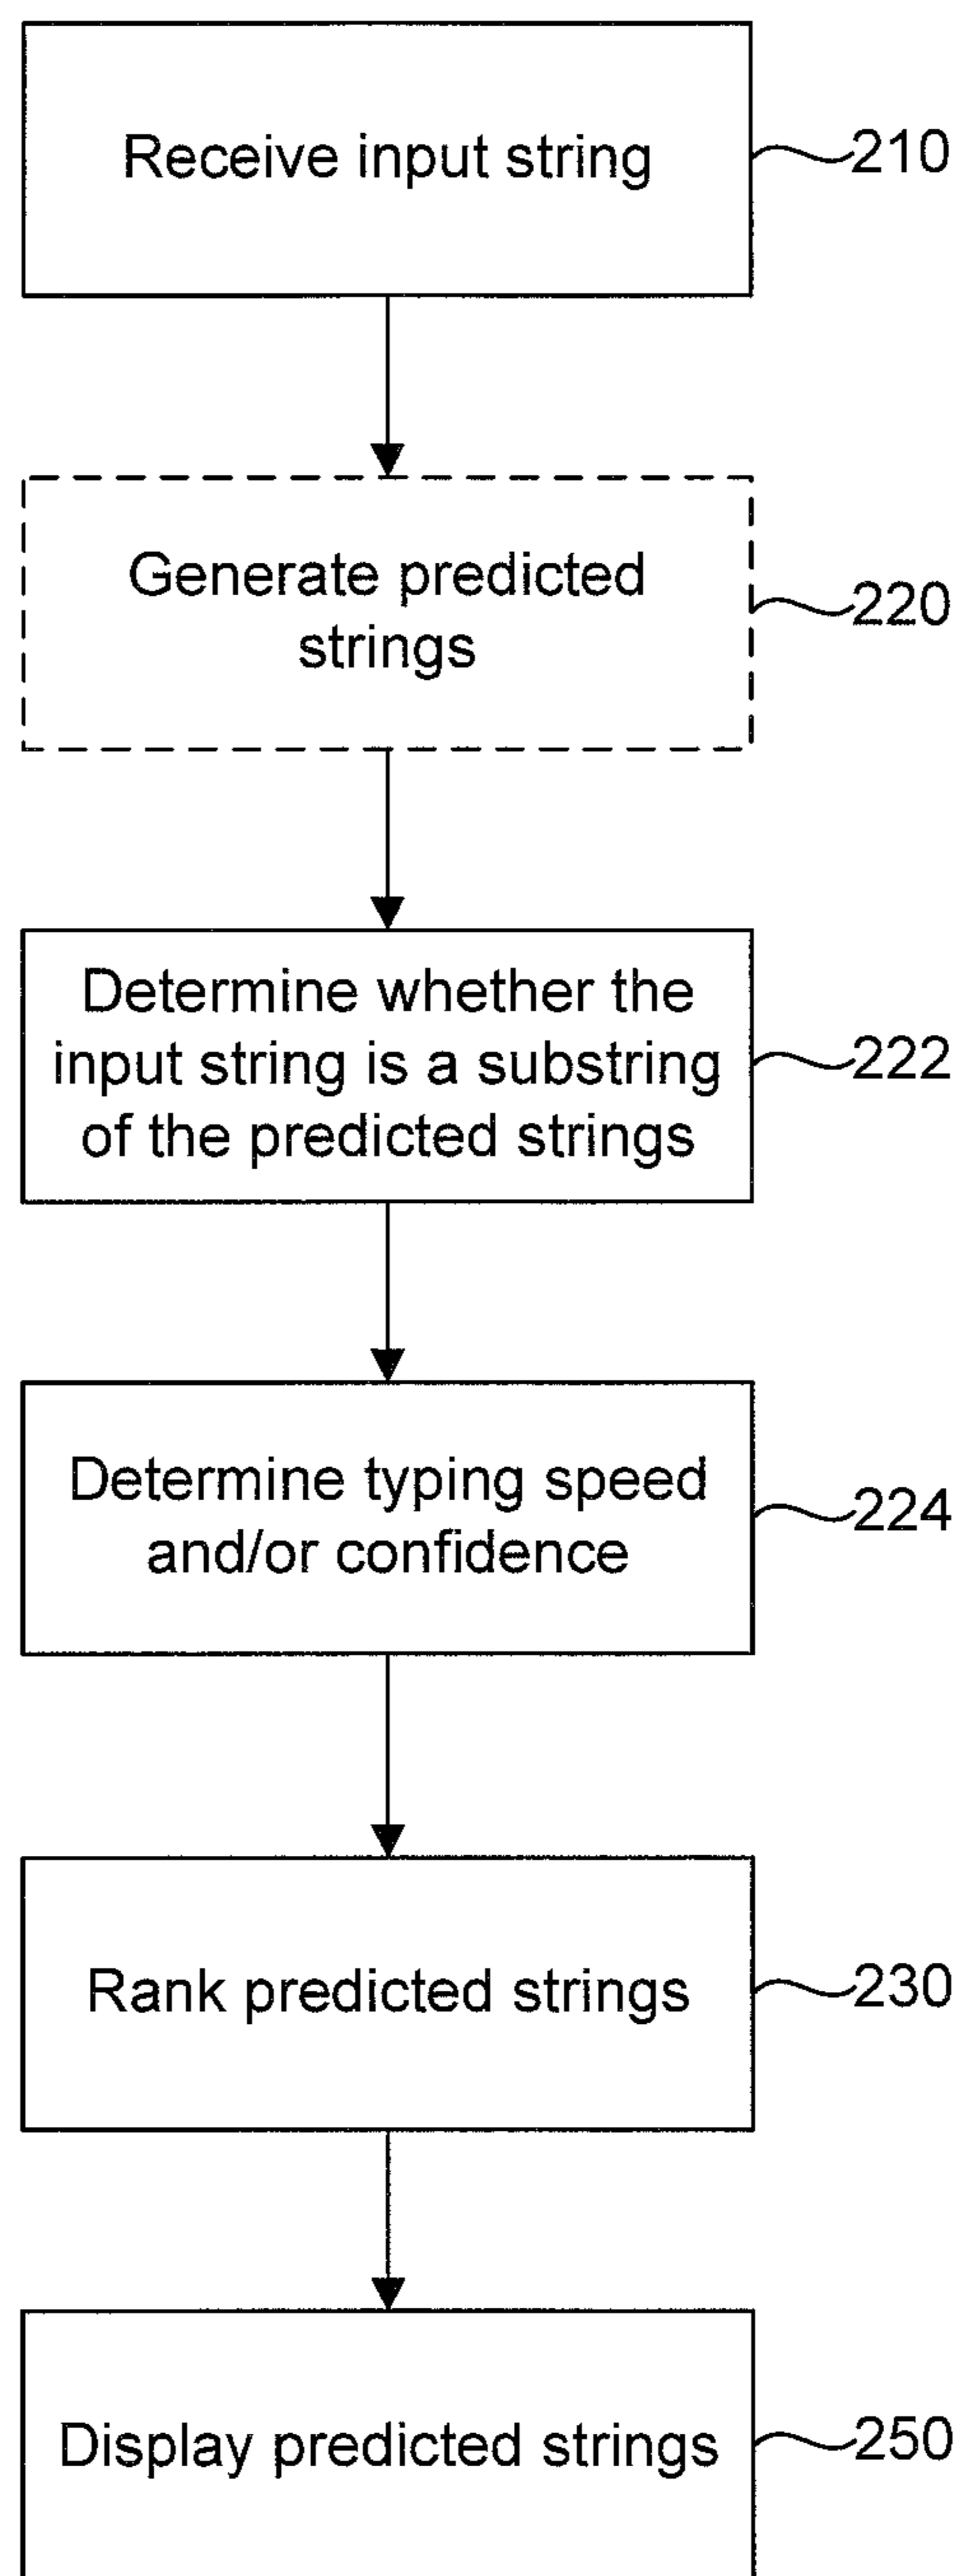 Receive input string
210
Generate predicted
strings
220
Determine whether the
input string is a substring
of the predicted strings
222
Determine typing speed
and/or confidence
224
Rank predicted strings
230
Display predicted strings
250